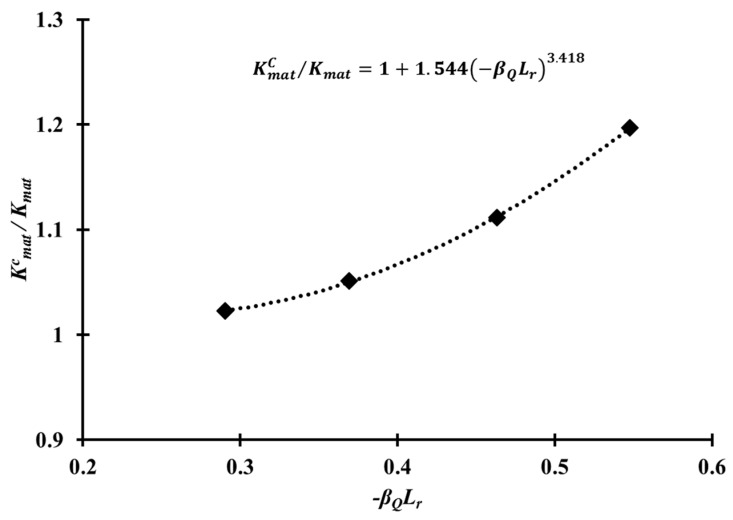 1.3
K^C_mat/K_mat = 1 + 1.544(−β_Q L_r)^3.418
1.2
K^c_mat / K_mat
1.1
1
0.9
0.2 0.3 0.4 0.5 0.6
-β_Q L_r